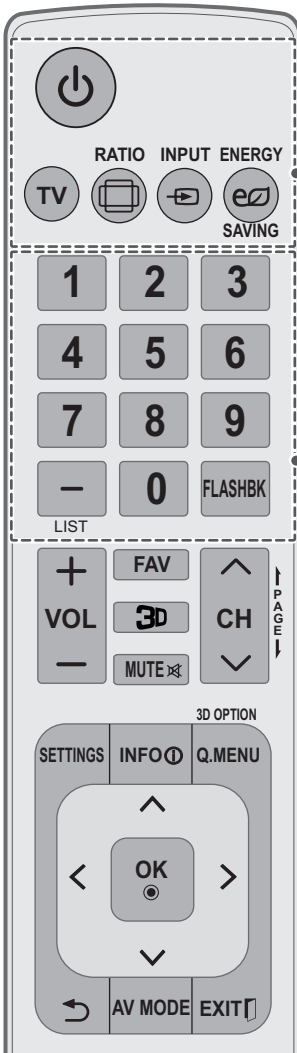 RATIO INPUT ENERGY
TV
SAVING
1 2 3
4 5 6
7 8 9
– 0 FLASHBK
LIST
+ FAV
VOL 3D CH PAGE
– MUTE
3D OPTION
SETTINGS INFO Q.MENU
OK
AV MODE EXIT